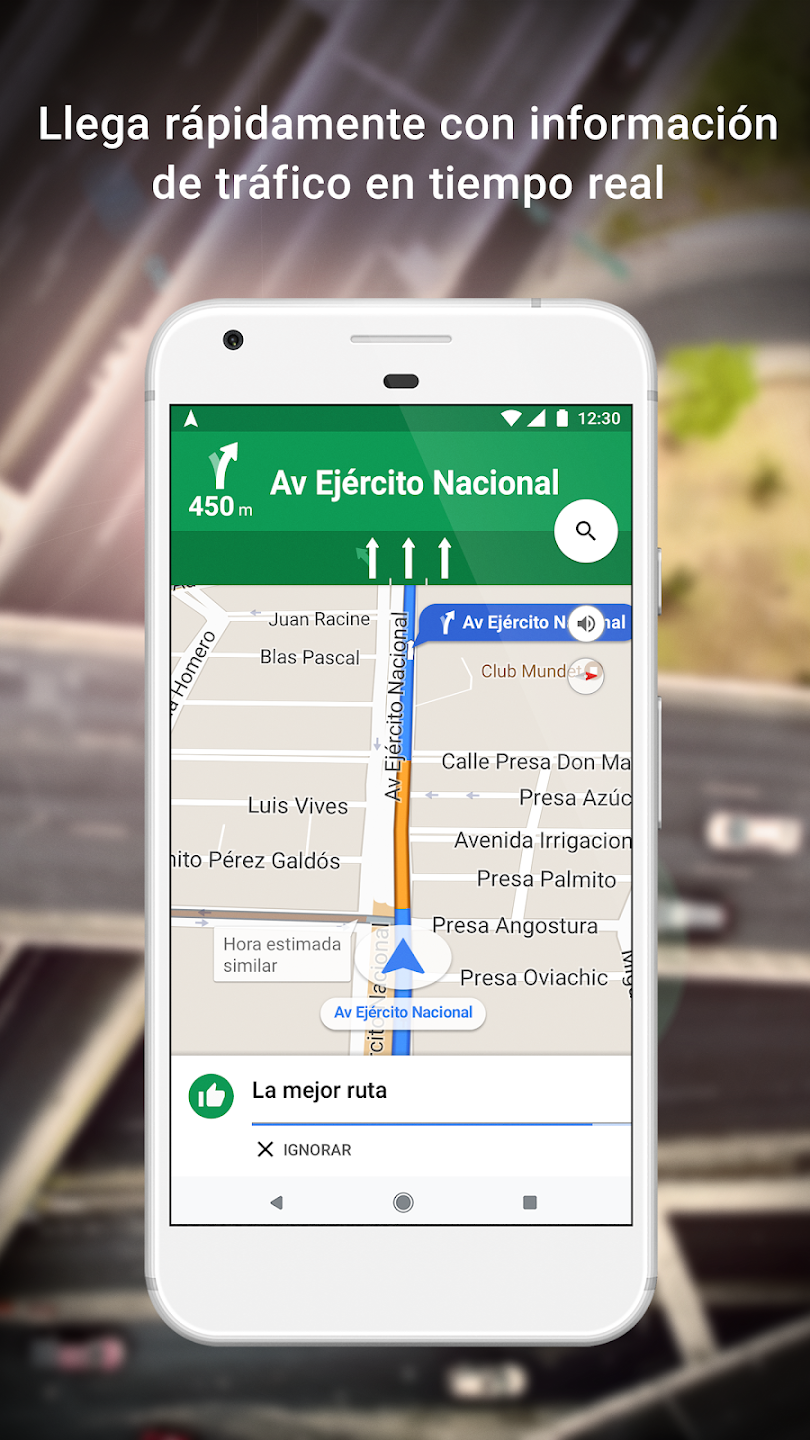 Llega rápidamente con información
de tráfico en tiempo real
12:30
450 m
Av Ejército Nacional
Juan Racine
Av Ejército N nal
Blas Pascal
Homero
Club Mundet
Av Ejército Nacional
Calle Presa Don Ma
Presa Azúc
Luis Vives
Avenida Irrigacion
nito Pérez Galdós
Presa Palmito
Presa Angostura
Hora estimada
similar
Presa Oviachic
Av Ejército Nacional
La mejor ruta
IGNORAR